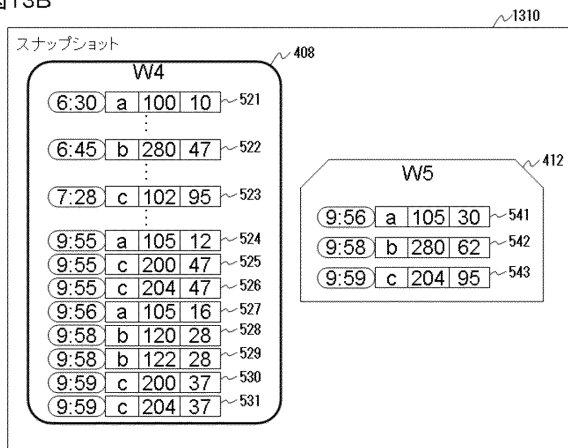 図13B
1310
スナップショット
408
W4
6:30 a 100 10 521
6:45 b 280 47 522
7:28 c 102 95 523
9:55 a 105 12 524
9:55 c 200 47 525
9:55 c 204 47 526
9:56 a 105 16 527
9:58 b 120 28 528
9:58 b 122 28 529
9:59 c 200 37 530
9:59 c 204 37 531
412
W5
9:56 a 105 30 541
9:58 b 280 62 542
9:59 c 204 95 543